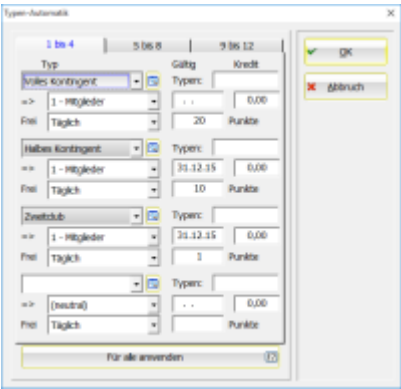 Typen-Automatik
1 bis 4 5 bis 8 9 bis 12
Typ Gültig Kredit
Volles Kontingent Typen:
=> 1 - Mitglieder . . 0,00
Frei Täglich 20 Punkte
Halbes Kontingent Typen:
=> 1 - Mitglieder 31.12.15 0,00
Frei Täglich 10 Punkte
Zweitclub Typen:
=> 1 - Mitglieder 31.12.15 0,00
Frei Täglich 1 Punkte
Typen:
=> (neutral) . . 0,00
Frei Täglich Punkte
Für alle anwenden
OK
Abbruch